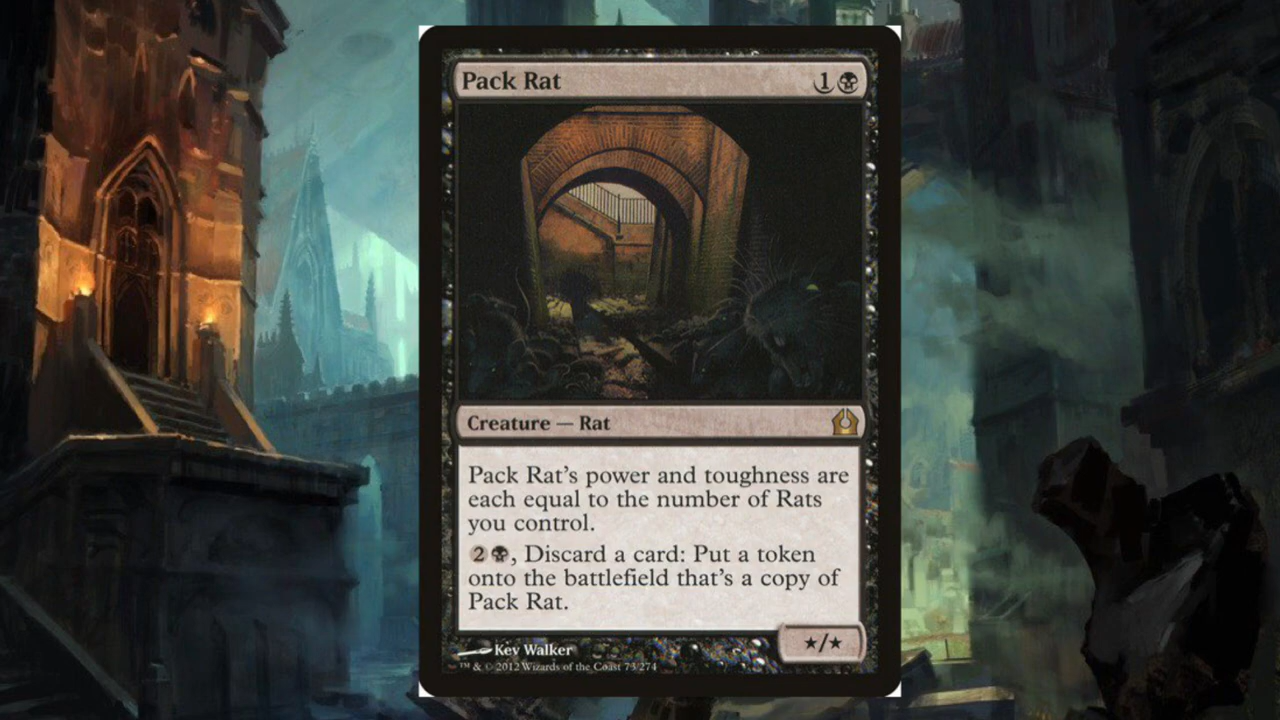 Pack Rat 1
Creature — Rat
Pack Rat's power and toughness are
each equal to the number of Rats
you control.
2, Discard a card: Put a token
onto the battlefield that's a copy of
Pack Rat.
★/★
Kev Walker
™ & © 2012 Wizards of the Coast 73/274